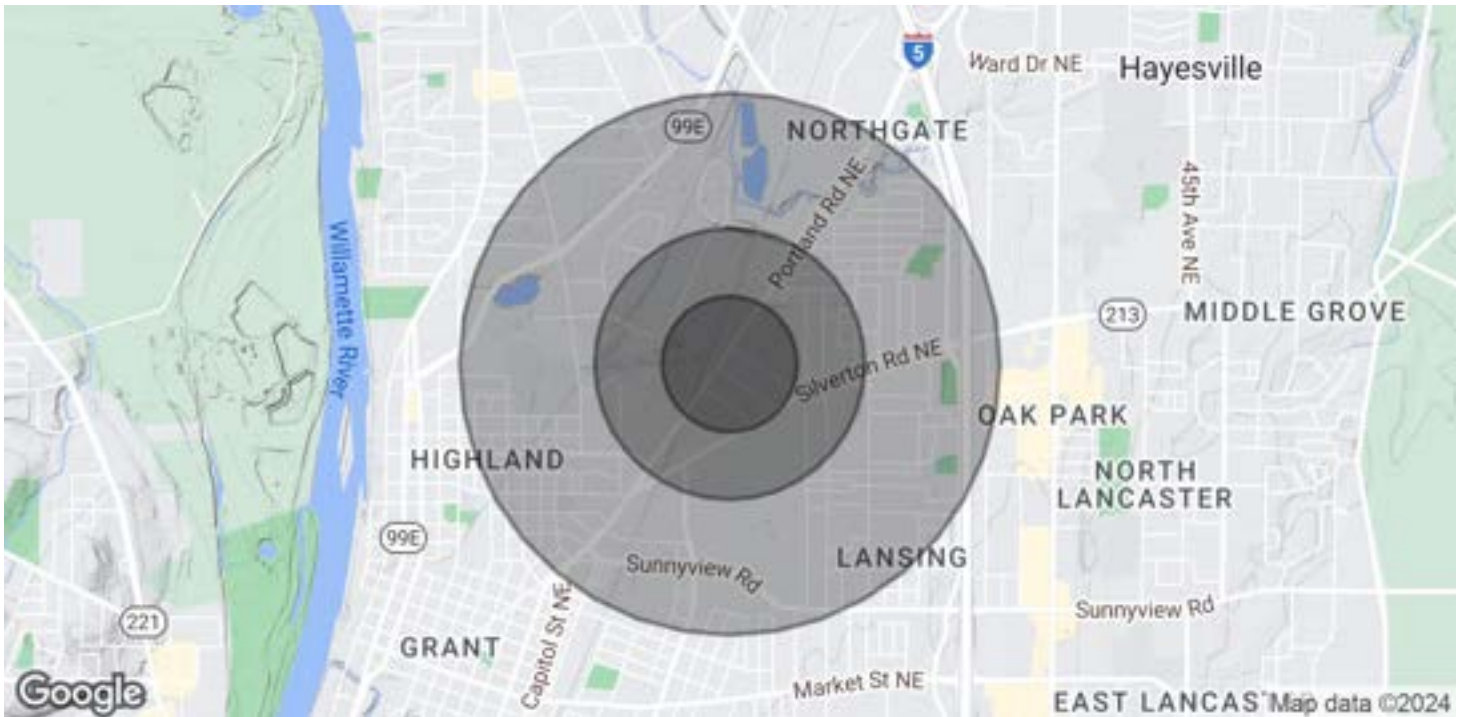 5
Ward Dr NE
Hayesville
99E
NORTHGATE
Portland Rd NE
45th Ave NE
Willamette River
213
MIDDLE GROVE
Silverton Rd NE
OAK PARK
HIGHLAND
NORTH
LANCASTER
99E
LANSING
Sunnyview Rd
Sunnyview Rd
221
GRANT
Capitol St NE
Market St NE
Google
EAST LANCAST
Map data ©2024